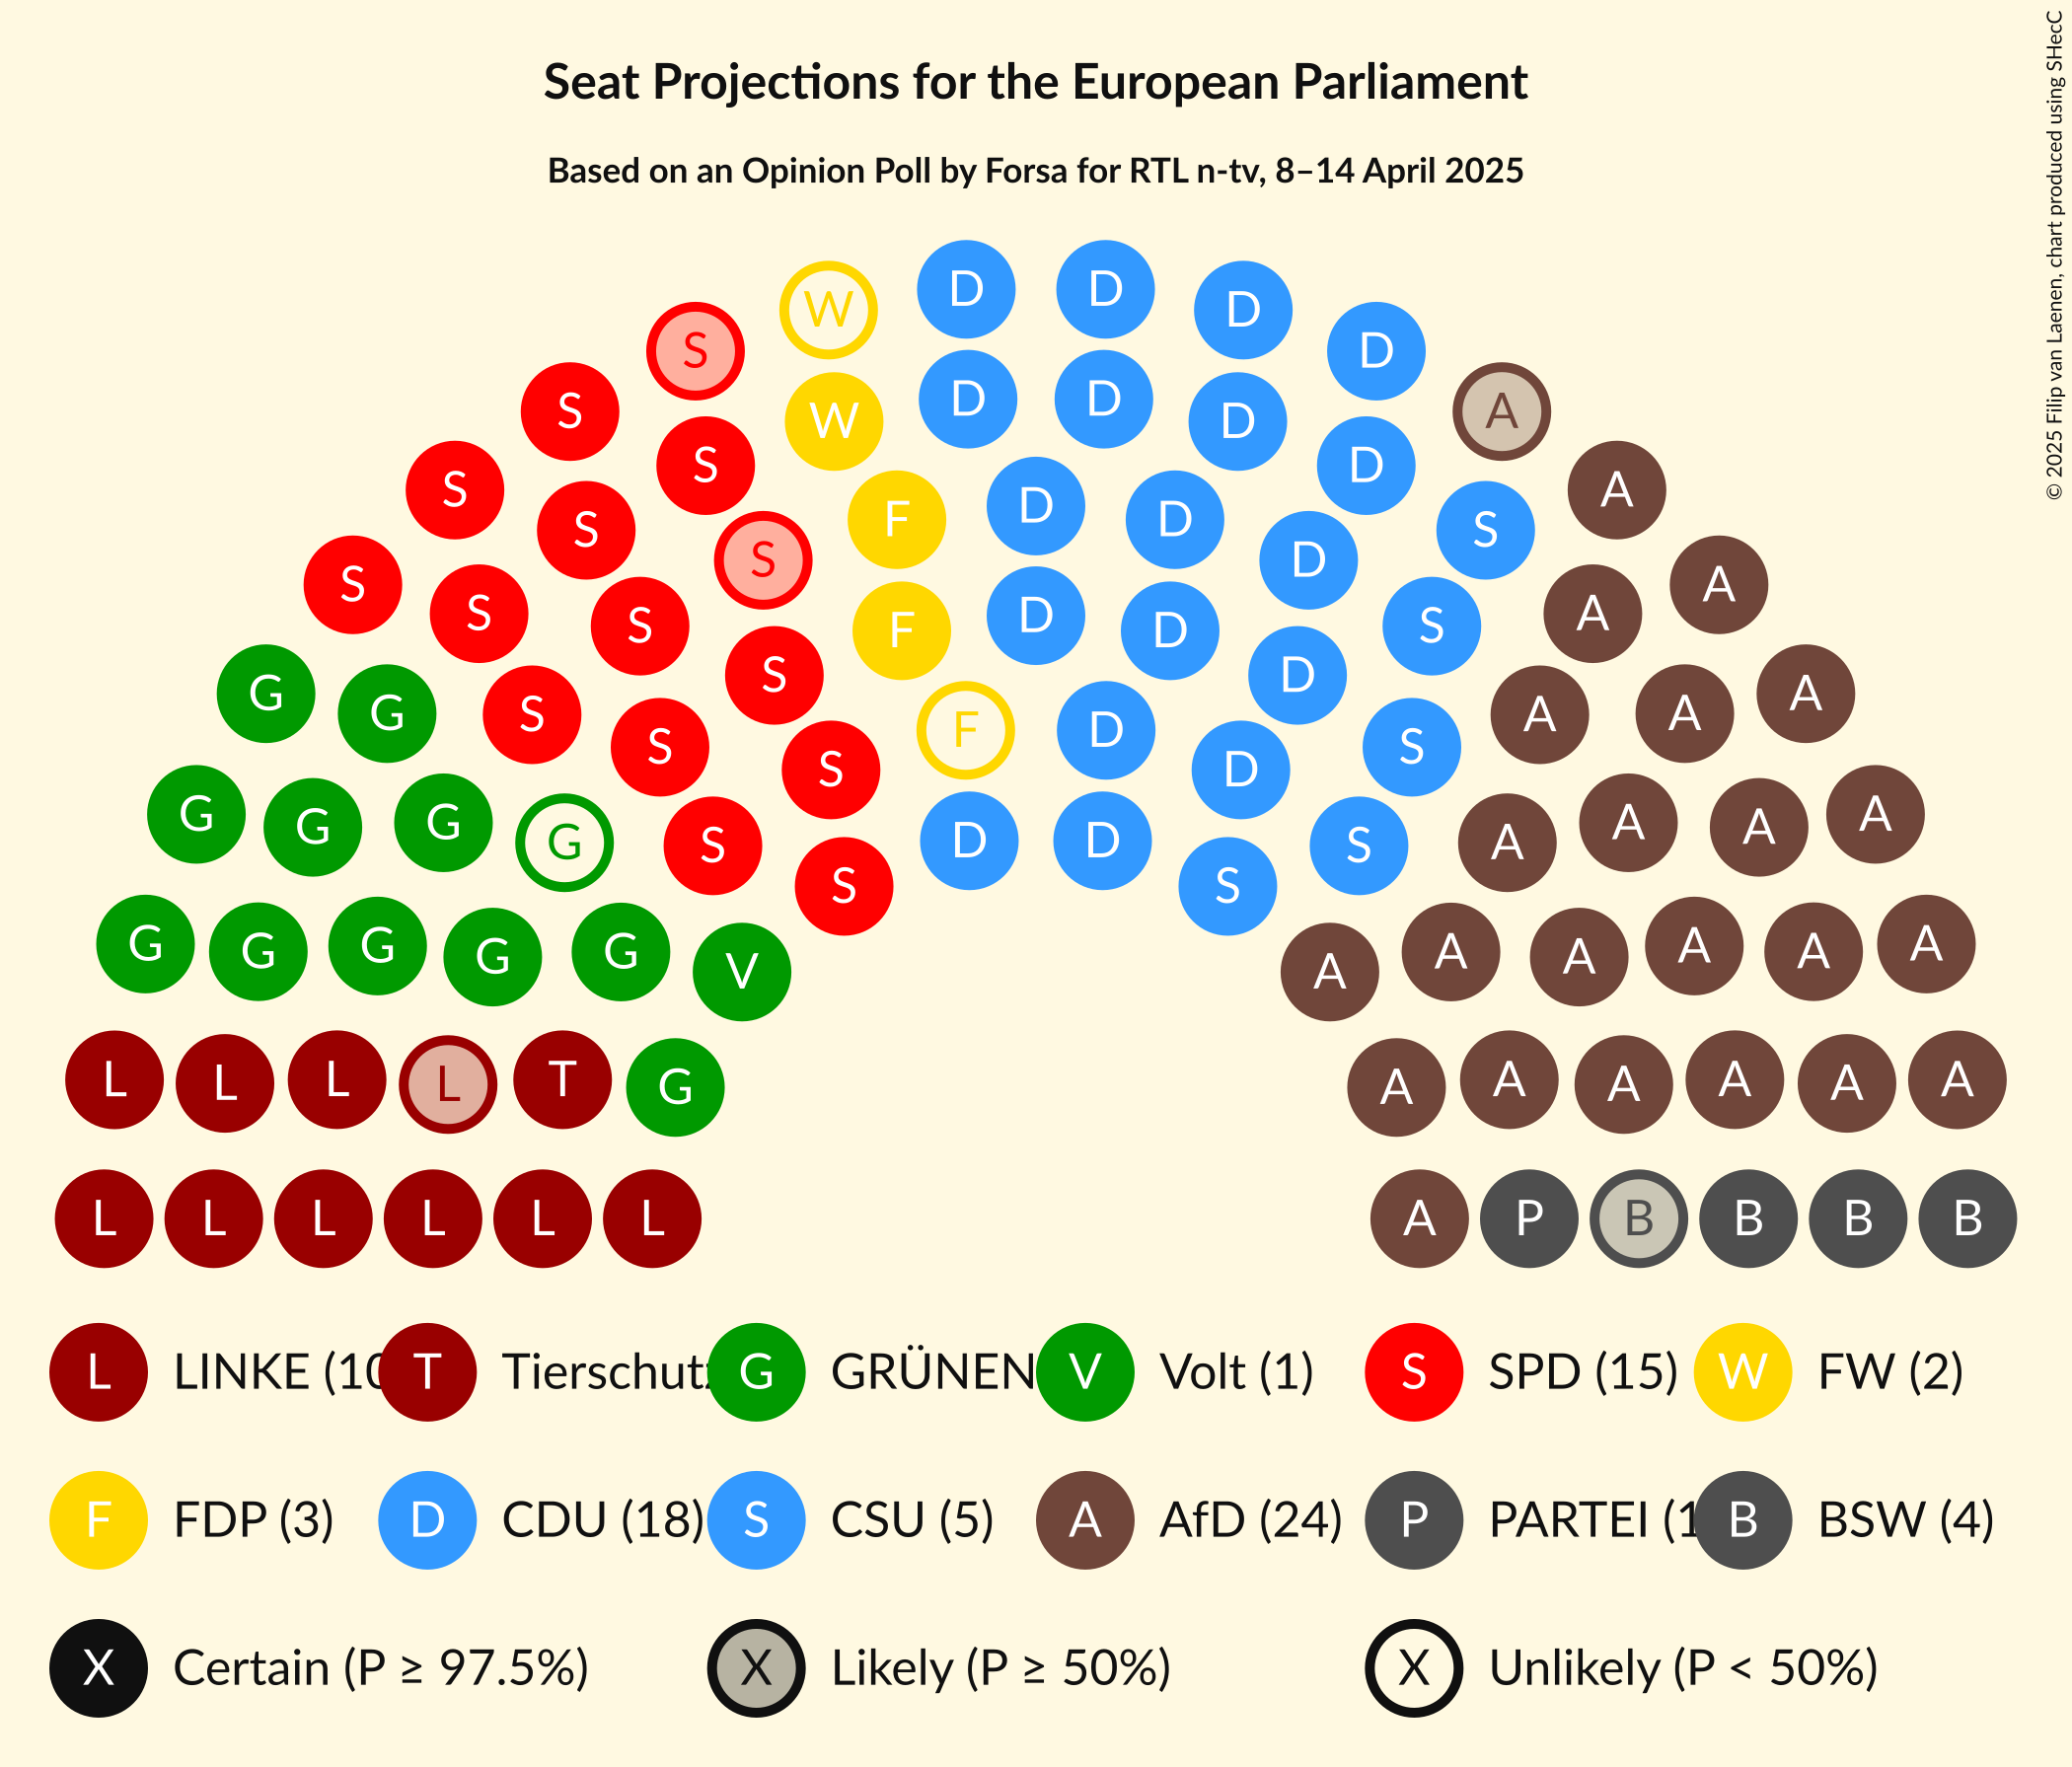 © 2025 Filip van Laenen, chart produced using SHecC
Seat Projections for the European Parliament
Based on an Opinion Poll by Forsa for RTL n-tv, 8–14 April 2025
D D
W D
S D
D D
S A
W D
S D
S A
D
F D
S S
S D
S A
S D A
S S
F D
S D
G A
G S A A
F D
S S
S D
G A
G G A A
G D D A
S S
S S
G G G G G A A A A A
V A
L L L L T G A A A A A A
L L L L L L A P B B B B
L LINKE (10 T Tierschutz G GRÜNEN V Volt (1) S SPD (15) W FW (2)
F FDP (3) D CDU (18) S CSU (5) A AfD (24) P PARTEI (1 B BSW (4)
X Certain (P ≥ 97.5%) X Likely (P ≥ 50%) X Unlikely (P < 50%)